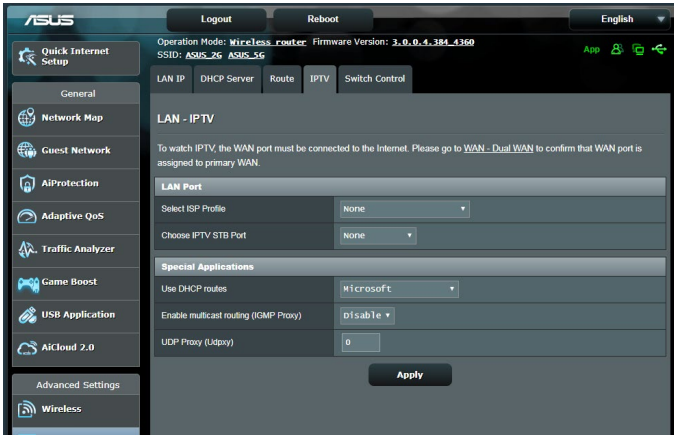 ASUS
Logout
Reboot
English
Quick Internet
Setup
Operation Mode: Wireless router Firmware Version: 3.0.0.4.384_4360
SSID: ASUS_2G ASUS_5G
App
LAN IP DHCP Server Route IPTV Switch Control
General
Network Map
Guest Network
AiProtection
Adaptive QoS
Traffic Analyzer
Game Boost
USB Application
AiCloud 2.0
Advanced Settings
Wireless
LAN - IPTV
To watch IPTV, the WAN port must be connected to the Internet. Please go to WAN - Dual WAN to confirm that WAN port is
assigned to primary WAN.
LAN Port
Select ISP Profile None
Choose IPTV STB Port None
Special Applications
Use DHCP routes Microsoft
Enable multicast routing (IGMP Proxy) Disable
UDP Proxy (Udpxy) 0
Apply